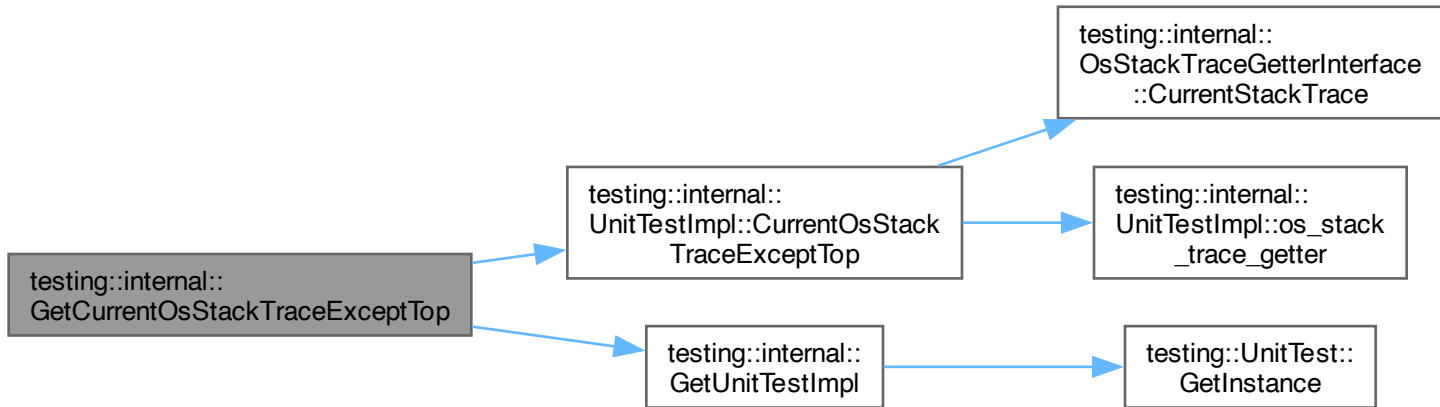 testing::internal::
OsStackTraceGetterInterface
::CurrentStackTrace
testing::internal::
UnitTestImpl::CurrentOsStack
TraceExceptTop
testing::internal::
UnitTestImpl::os_stack
_trace_getter
testing::internal::
GetCurrentOsStackTraceExceptTop
testing::internal::
GetUnitTestImpl
testing::UnitTest::
GetInstance